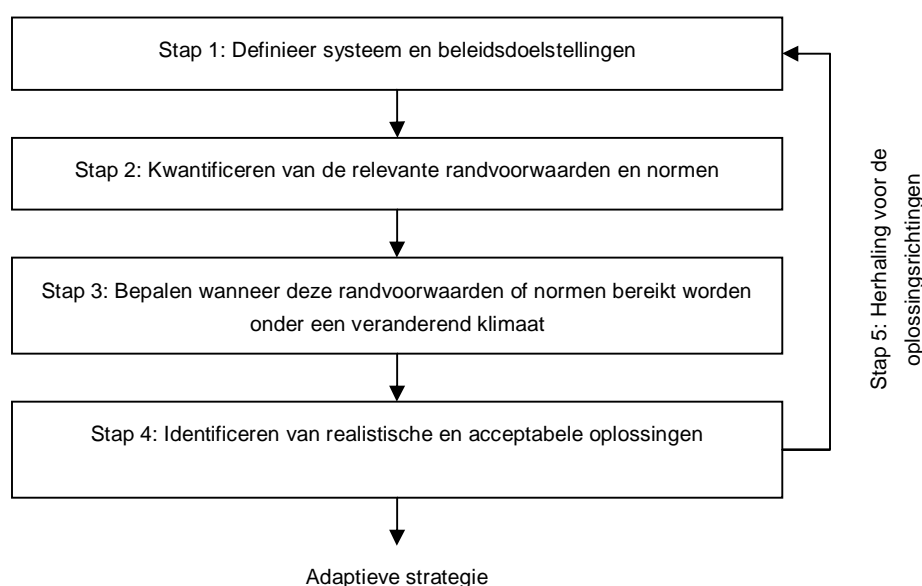 Stap 1: Definieer systeem en beleidsdoelstellingen
Stap 2: Kwantificeren van de relevante randvoorwaarden en normen
Stap 3: Bepalen wanneer deze randvoorwaarden of normen bereikt worden
onder een veranderend klimaat
Stap 4: Identificeren van realistische en acceptabele oplossingen
Stap 5: Herhaling voor de
oplossingsrichtingen
Adaptieve strategie